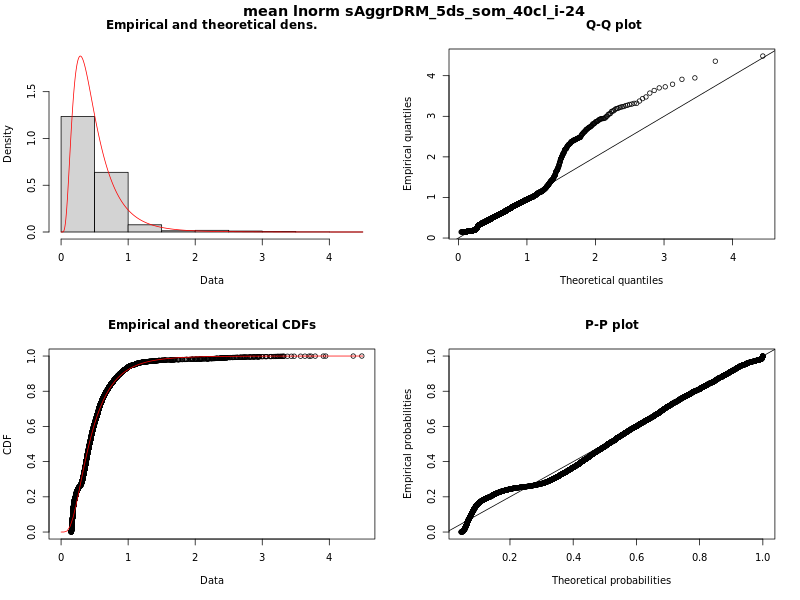 mean lnorm sAggrDRM_5ds_som_40cl_i-24
Empirical and theoretical dens.
Density
0.0 0.5 1.0 1.5
0 1 2 3 4
Data
Q-Q plot
Empirical quantiles
0 1 2 3 4
0 1 2 3 4
Theoretical quantiles
Empirical and theoretical CDFs
CDF
0.0 0.2 0.4 0.6 0.8 1.0
0 1 2 3 4
Data
P-P plot
Empirical probabilities
0.0 0.2 0.4 0.6 0.8 1.0
0.2 0.4 0.6 0.8 1.0
Theoretical probabilities